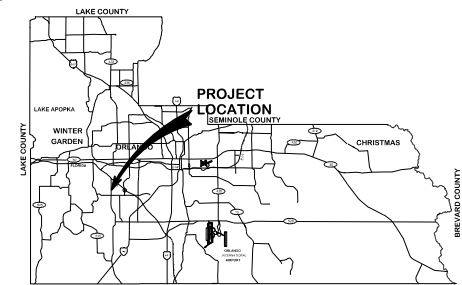 LAKE COUNTY
PROJECT
LOCATION
LAKE APOPKA
SEMINOLE COUNTY
WINTER
GARDEN
ORLANDO
CHRISTMAS
LAKE COUNTY
FLORIDA
BREVARD COUNTY
ORLANDO
INTERNATIONAL
AIRPORT